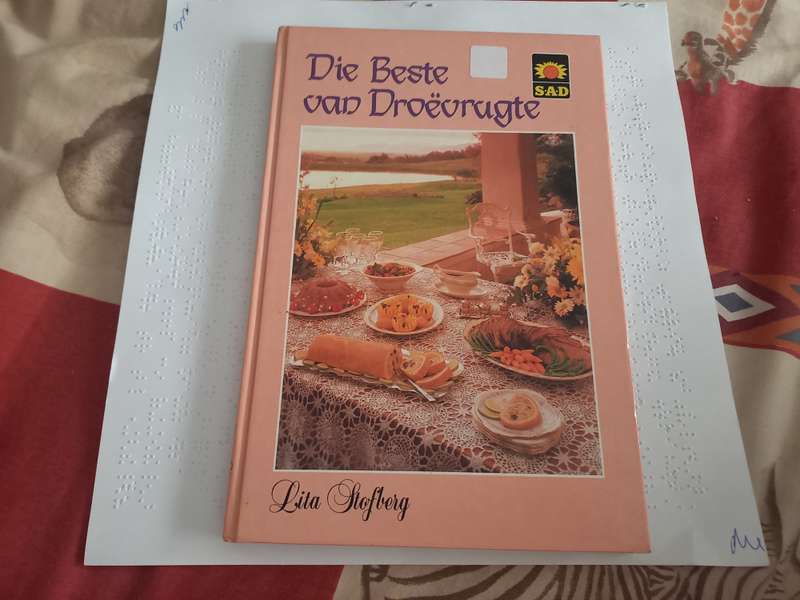 Die Beste
van Droëvrugte
S.A.D
Lita Stofberg